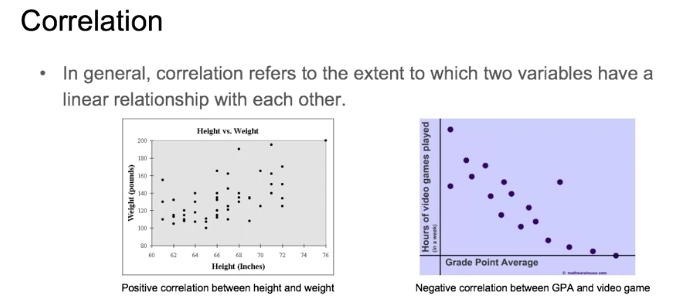 Correlation
• In general, correlation refers to the extent to which two variables have a
linear relationship with each other.
Height vs. Weight
Weight (pounds)
200
180
160
140
120
100
80
60 62 64 66 68 70 72 74 76
Height (Inches)
Positive correlation between height and weight
Hours of video games played
(in a week)
Grade Point Average
© mathwarehouse.com
Negative correlation between GPA and video game